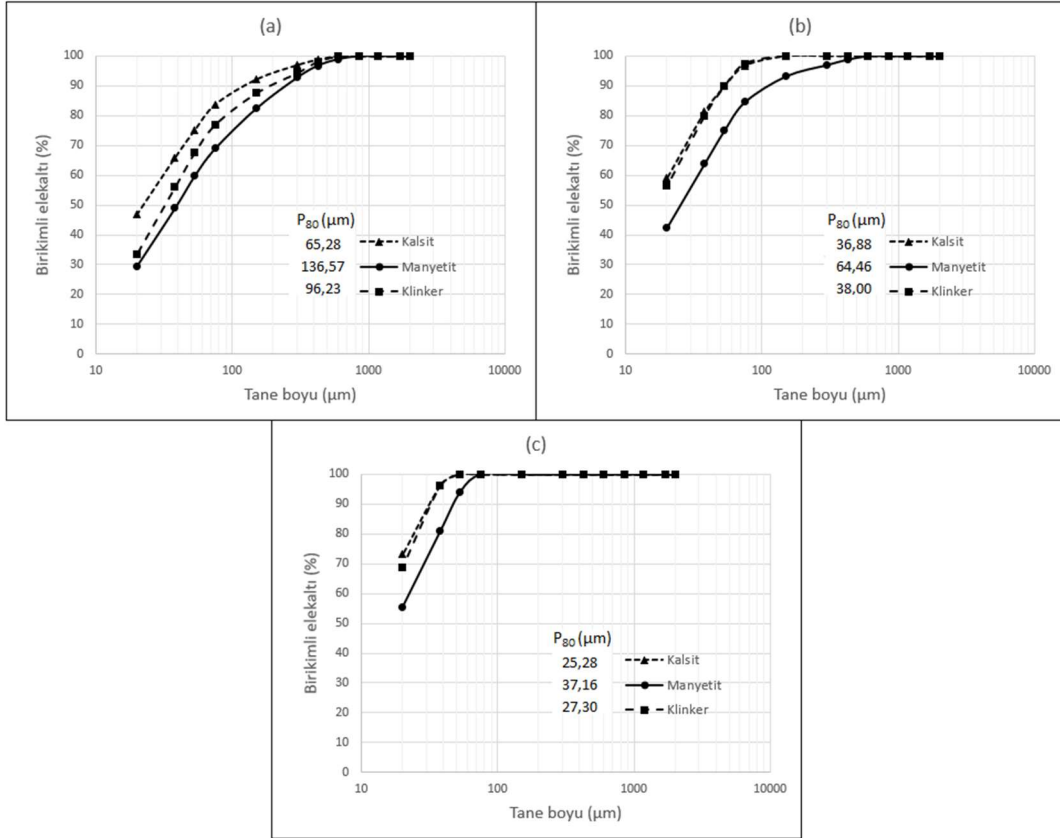 (a)
Birikimli elekaltı (%)
100
90
80
70
60
50
40
30
20
10
0
P80 (µm)
65,28 Kalsit
136,57 Manyetit
96,23 Klinker
10 100 1000 10000
Tane boyu (µm)
(b)
Birikimli elekaltı (%)
100
90
80
70
60
50
40
30
20
10
0
P80 (µm)
36,88 Kalsit
64,46 Manyetit
38,00 Klinker
10 100 1000 10000
Tane boyu (µm)
(c)
Birikimli elekaltı (%)
100
90
80
70
60
50
40
30
20
10
0
P80 (µm)
25,28 Kalsit
37,16 Manyetit
27,30 Klinker
10 100 1000 10000
Tane boyu (µm)